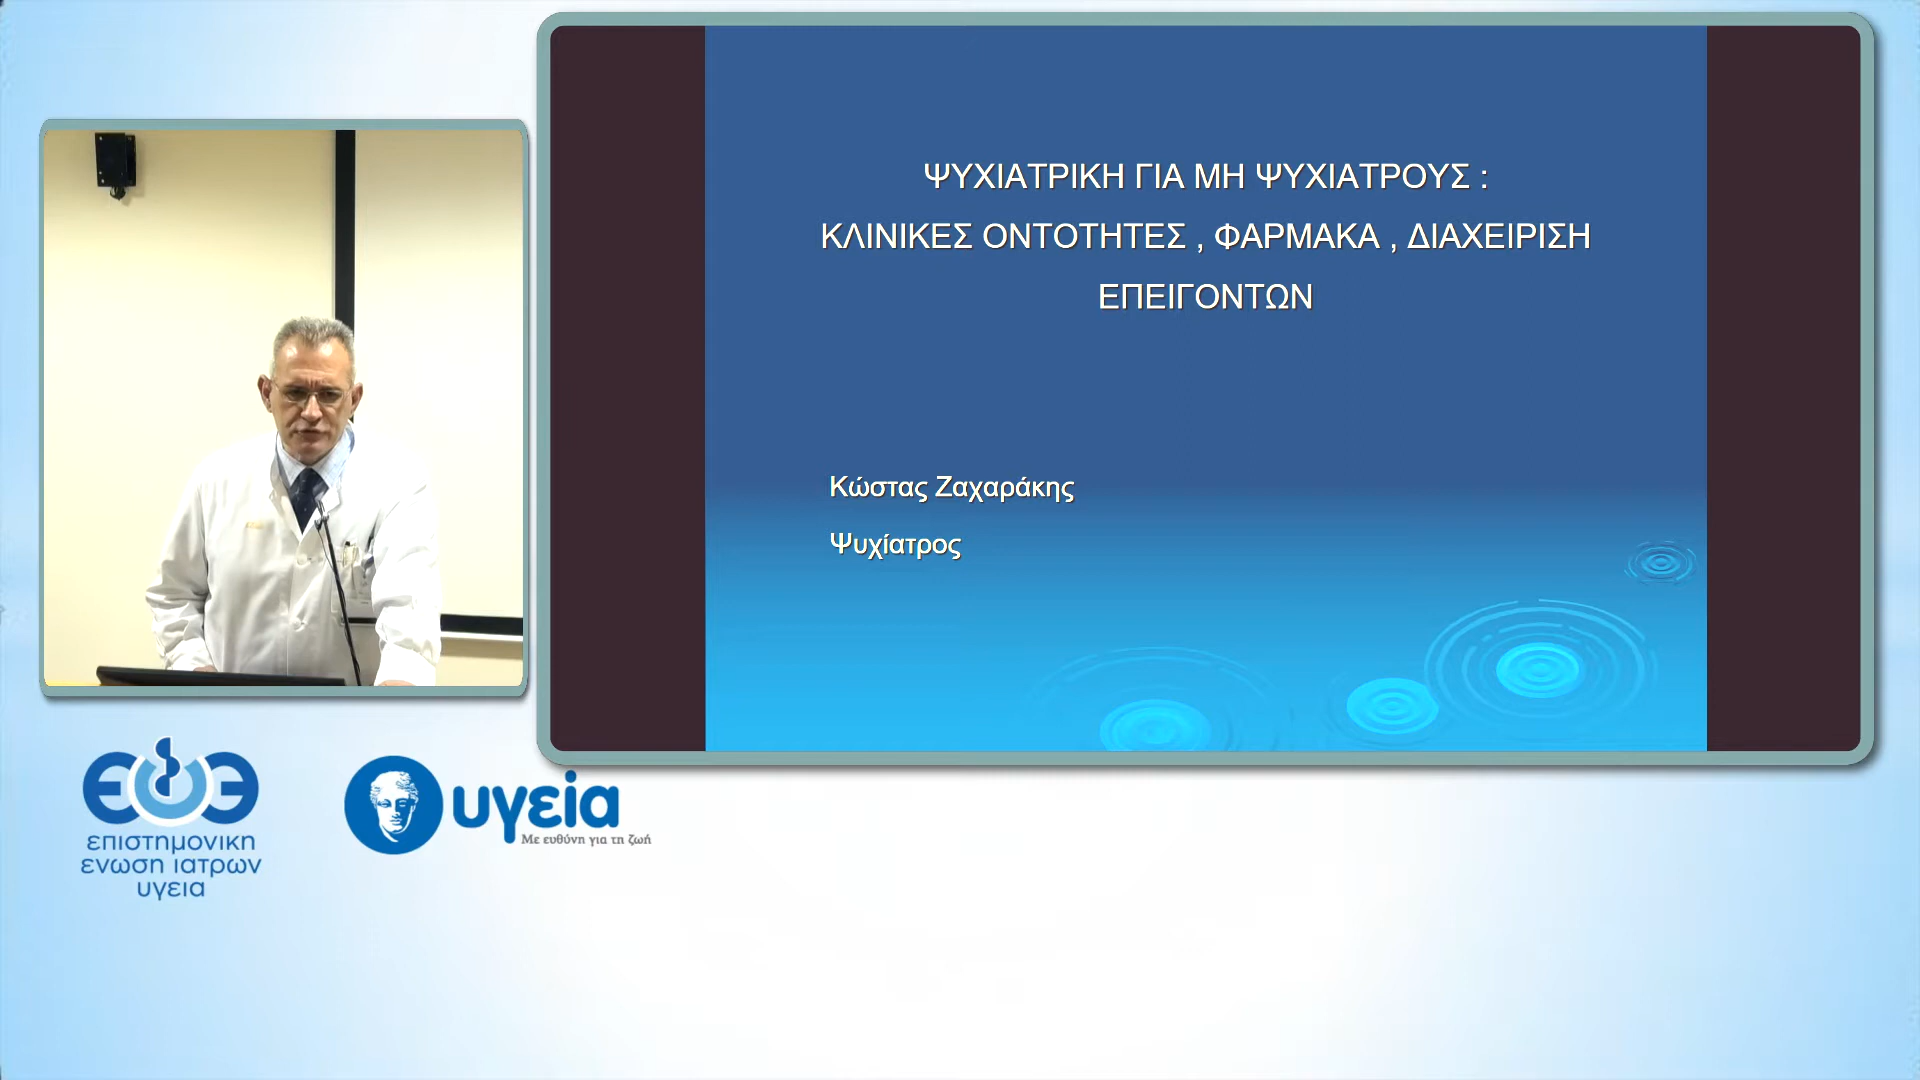 ΨΥΧΙΑΤΡΙΚΗ ΓΙΑ ΜΗ ΨΥΧΙΑΤΡΟΥΣ :
ΚΛΙΝΙΚΕΣ ΟΝΤΟΤΗΤΕΣ , ΦΑΡΜΑΚΑ , ΔΙΑΧΕΙΡΙΣΗ
ΕΠΕΙΓΟΝΤΩΝ
Κώστας Ζαχαράκης
Ψυχίατρος
επιστημονικη
ενωση ιατρων
υγεια
υγεία
Με ευθύνη για τη ζωή